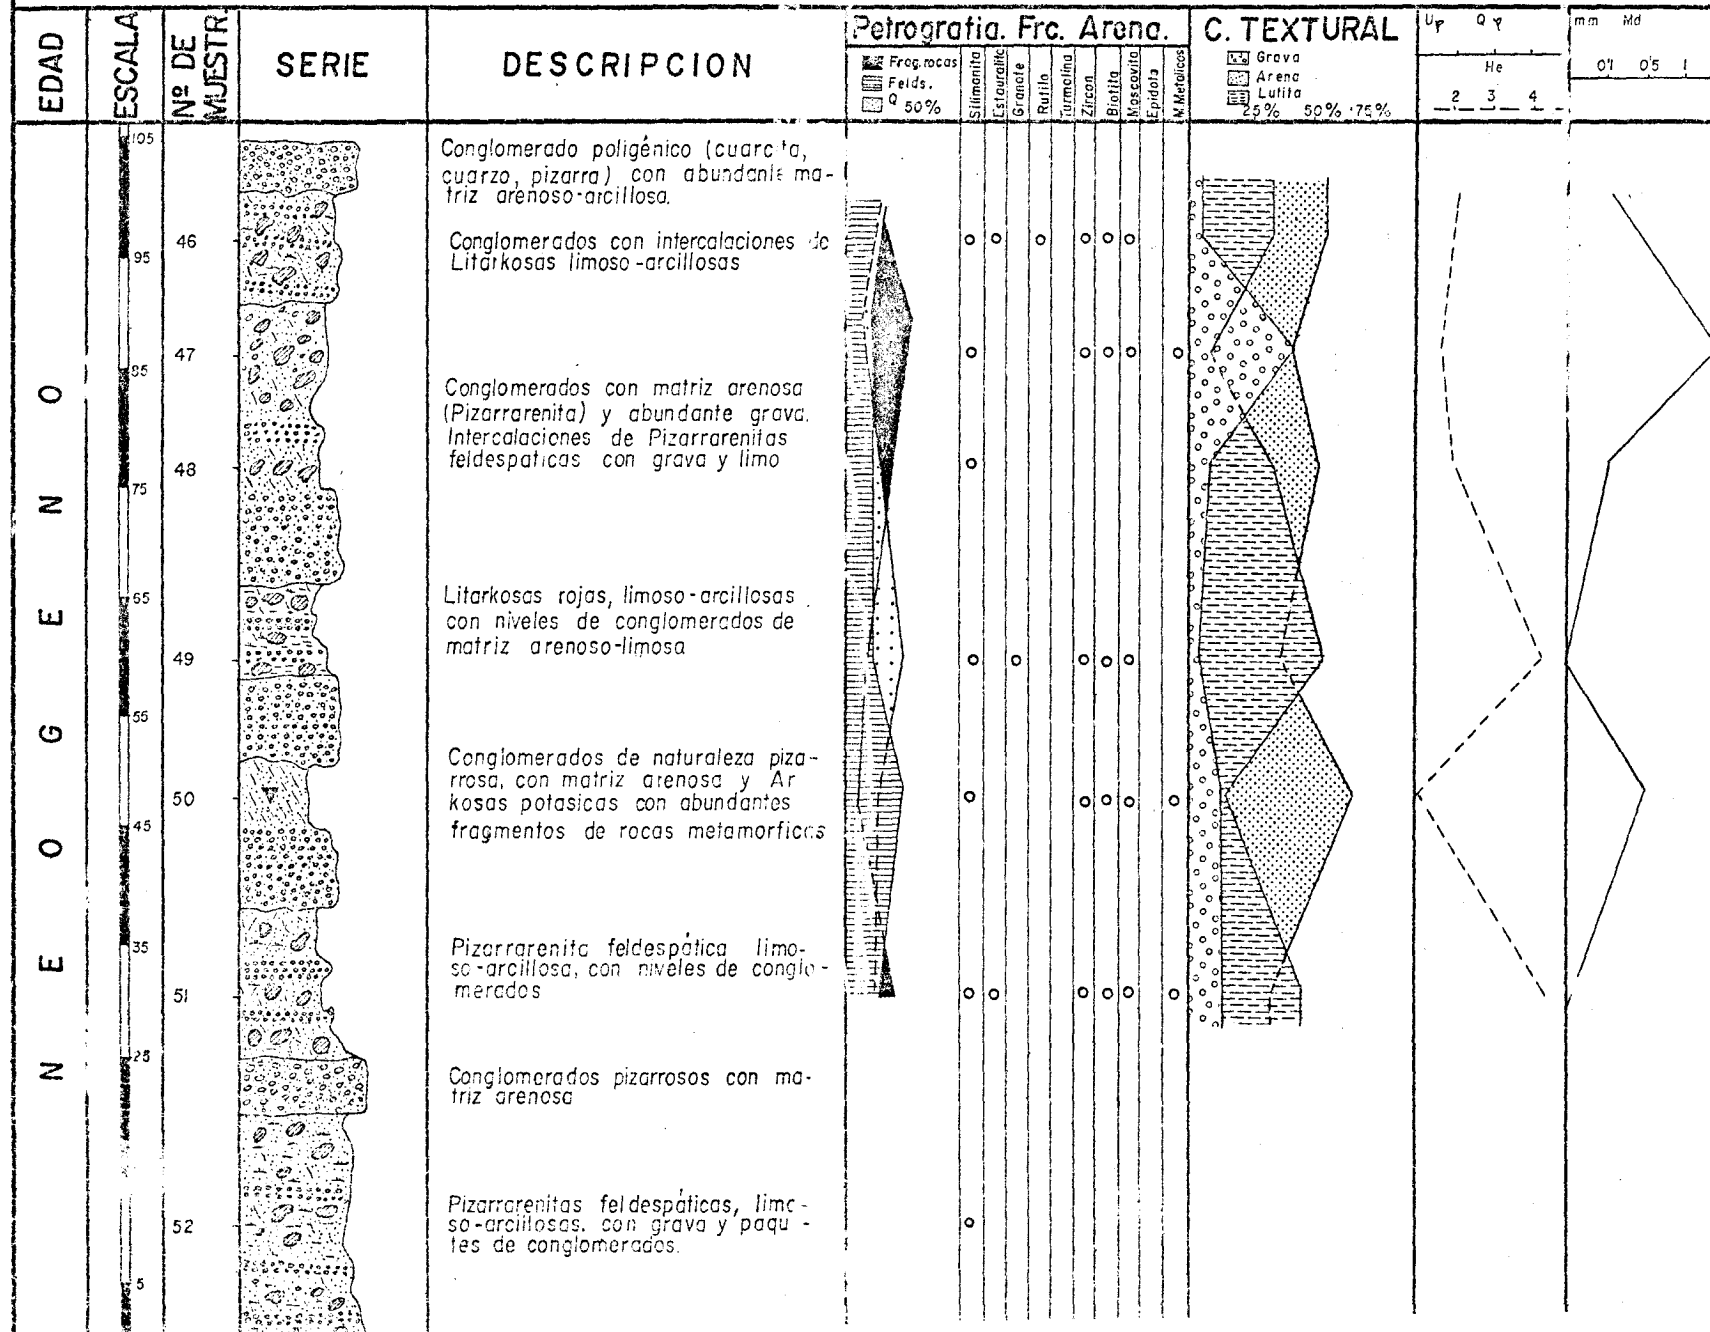 EDAD
ESCALA
Nº DE MUESTR.
SERIE
DESCRIPCION
Petrografia. Frc. Arena.
Frag. rocas
Felds.
Q 50%
Silimanita
Estauralita
Granate
Rutilo
Turmalina
Zircon
Biotita
Moscovita
Epidota
M. Metalicos
C. TEXTURAL
Grava
Arena
Lutita
25% 50% 75%
Uφ Qφ
He
2 3 4
mm Md
0'1 0'5 1
NEOGENO
105
95
85
75
65
55
45
35
25
5
46
47
48
49
50
51
52
Conglomerado poligénico (cuarcita,
cuarzo, pizarra) con abundante ma-
triz arenoso-arcillosa.
Conglomerados con intercalaciones de
Litarkosas limoso-arcillosas
Conglomerados con matriz arenosa
(Pizarrarenita) y abundante grava.
Intercalaciones de Pizarrarenitas
feldespaticas con grava y limo
Litarkosas rojas, limoso-arcillosas
con niveles de conglomerados de
matriz arenoso-limosa
Conglomerados de naturaleza piza-
rrosa, con matriz arenosa y Ar
kosas potasicas con abundantes
fragmentos de rocas metamorficas
Pizarrarenita feldespática limo-
so-arcillosa, con niveles de conglo-
merados
Conglomerados pizarrosos con ma-
triz arenosa
Pizarrarenitas feldespáticas, limo-
so-arcillosas, con grava y paqu-
tes de conglomerados.